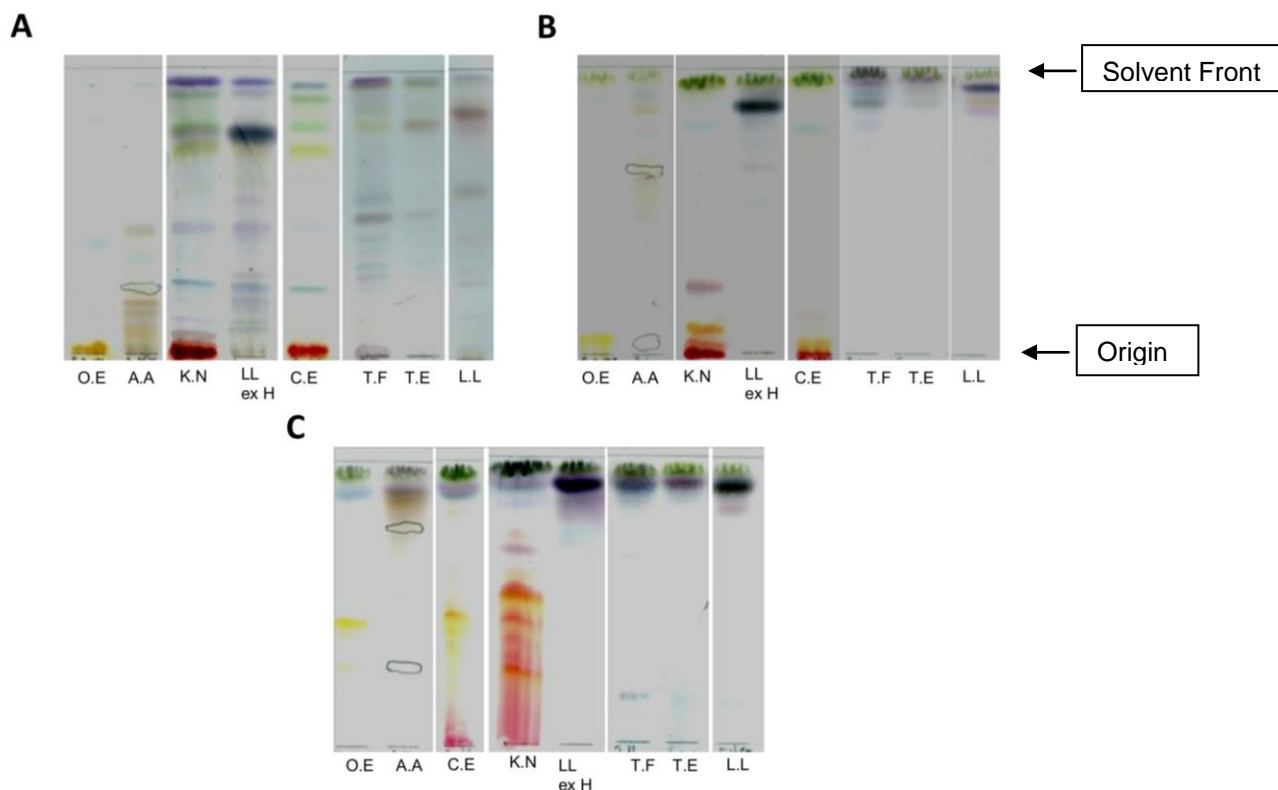 A
B
Solvent Front
Origin
O.E A.A K.N LL ex H C.E T.F T.E L.L
O.E A.A K.N LL ex H C.E T.F T.E L.L
C
O.E A.A C.E K.N LL ex H T.F T.E L.L